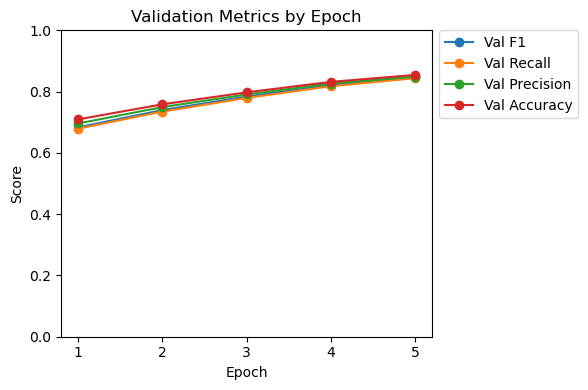 Validation Metrics by Epoch
1.0
0.8
0.6
0.4
0.2
0.0
Score
1 2 3 4 5
Epoch
Val F1
Val Recall
Val Precision
Val Accuracy